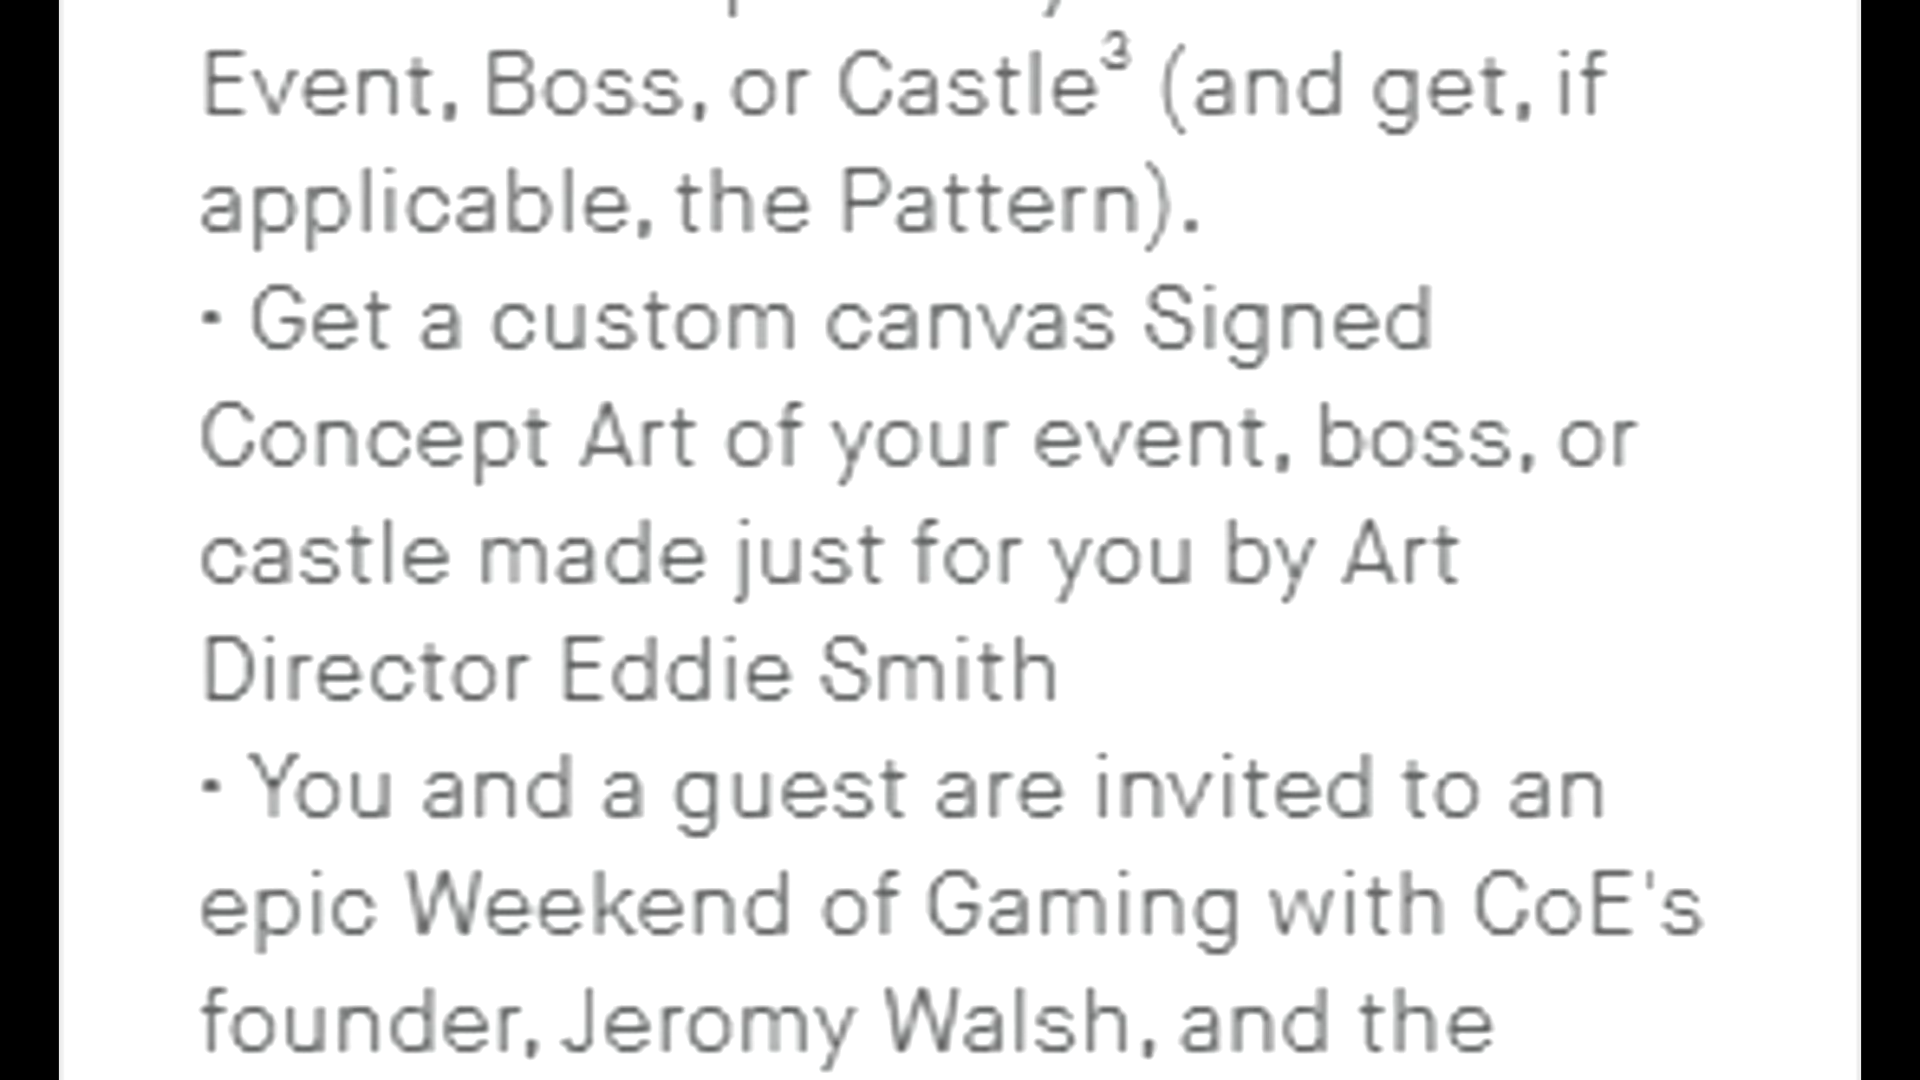 Event, Boss, or Castle³ (and get, if
applicable, the Pattern).
· Get a custom canvas Signed
Concept Art of your event, boss, or
castle made just for you by Art
Director Eddie Smith
· You and a guest are invited to an
epic Weekend of Gaming with CoE's
founder, Jeromy Walsh, and the